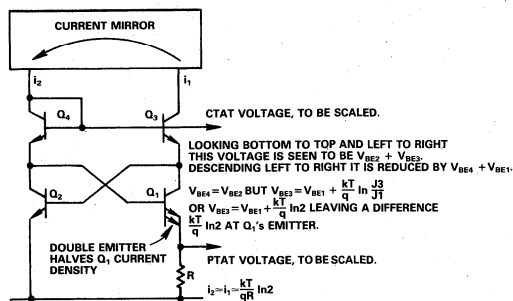 CURRENT MIRROR
i2
i1
Q4
Q3
CTAT VOLTAGE, TO BE SCALED.
LOOKING BOTTOM TO TOP AND LEFT TO RIGHT
THIS VOLTAGE IS SEEN TO BE VBE2 + VBE3.
DESCENDING LEFT TO RIGHT IT IS REDUCED BY VBE4 + VBE1.
VBE4 = VBE2 BUT VBE3 = VBE1 + kT/q ln J3/J1
OR VBE3 = VBE1 + kT/q ln2 LEAVING A DIFFERENCE
kT/q ln2 AT Q1's EMITTER.
Q2
Q1
DOUBLE EMITTER
HALVES Q1 CURRENT
DENSITY
PTAT VOLTAGE, TO BE SCALED.
R
i2≃i1≃kT/qR ln2